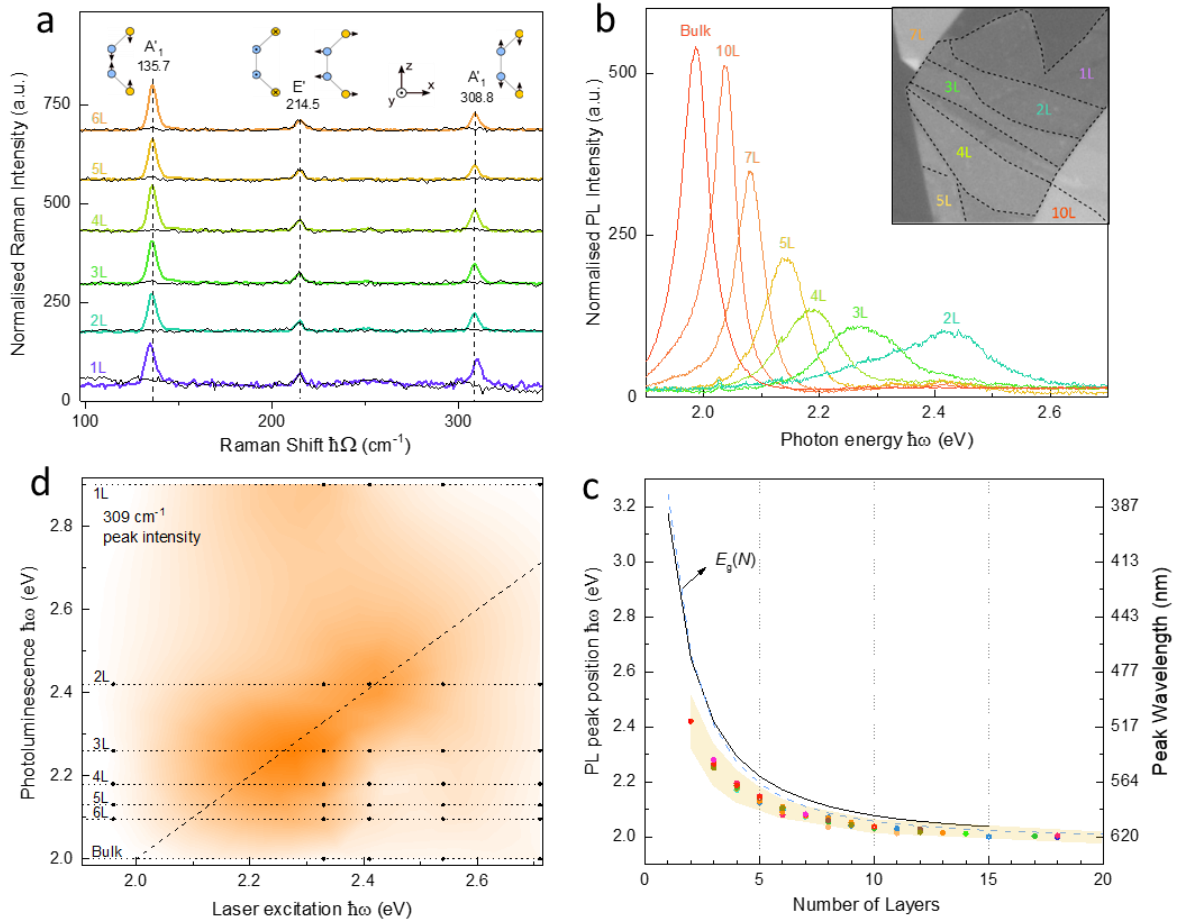 a
A'₁
135.7
E'
214.5
z
y
x
A'₁
308.8
Normalised Raman Intensity (a.u.)
750
500
250
0
6L
5L
4L
3L
2L
1L
100
200
300
Raman Shift ħΩ (cm⁻¹)
b
Normalised PL Intensity (a.u.)
500
250
0
Bulk
10L
7L
5L
4L
3L
2L
7L
1L
3L
2L
4L
5L
10L
2.0
2.2
2.4
2.6
Photon energy ħω (eV)
d
1L
309 cm⁻¹
peak intensity
2L
3L
4L
5L
6L
Bulk
Photoluminescence ħω (eV)
2.8
2.6
2.4
2.2
2.0
2.0
2.2
2.4
2.6
Laser excitation ħω (eV)
c
PL peak position ħω (eV)
3.2
3.0
2.8
2.6
2.4
2.2
2.0
E_g(N)
387
413
443
477
517
564
620
Peak Wavelength (nm)
0
5
10
15
20
Number of Layers